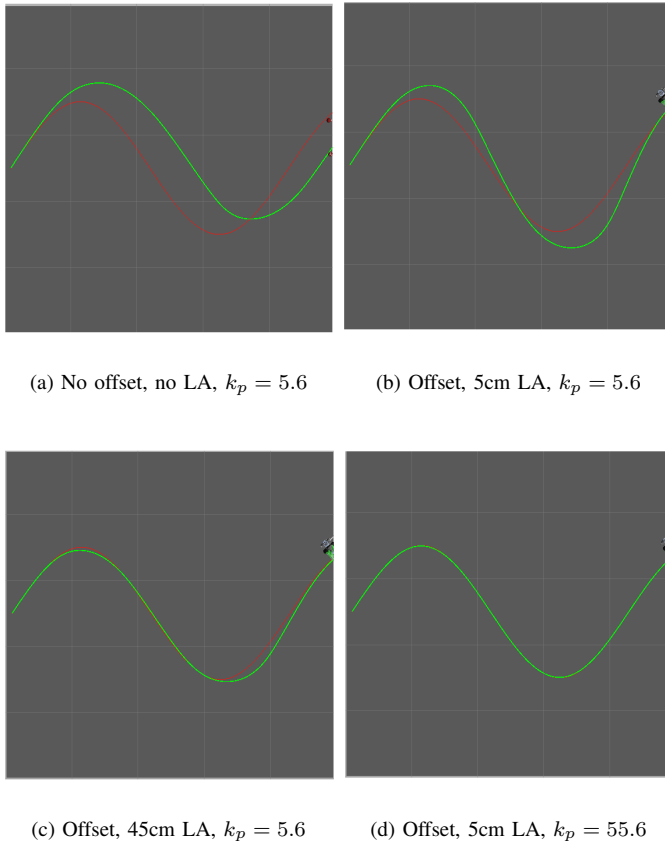 (a) No offset, no LA, $k_p = 5.6$
(b) Offset, 5cm LA, $k_p = 5.6$
(c) Offset, 45cm LA, $k_p = 5.6$
(d) Offset, 5cm LA, $k_p = 55.6$